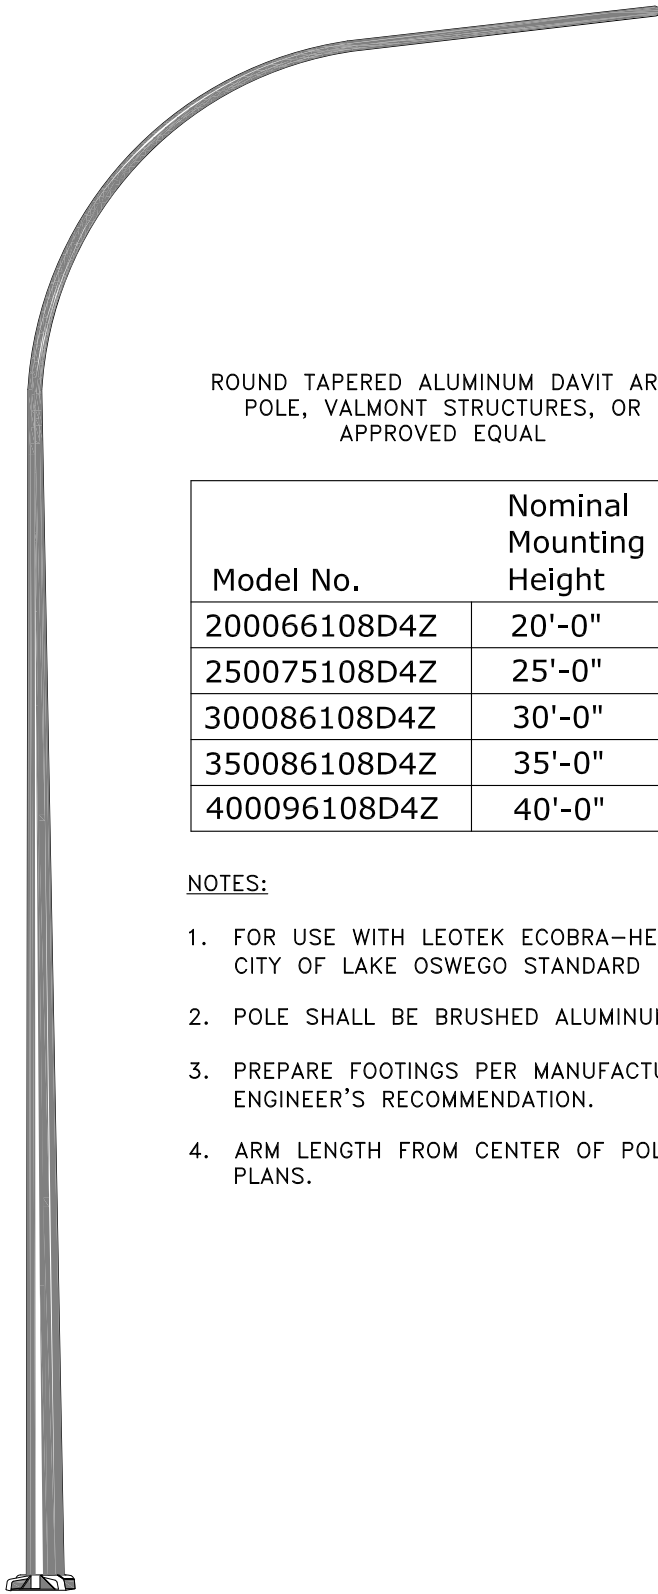 ROUND TAPERED ALUMINUM DAVIT AR
POLE, VALMONT STRUCTURES, OR
APPROVED EQUAL
Nominal
Mounting
Model No. Height
200066108D4Z 20'-0"
250075108D4Z 25'-0"
300086108D4Z 30'-0"
350086108D4Z 35'-0"
400096108D4Z 40'-0"
NOTES:
1. FOR USE WITH LEOTEK ECOBRA-HE
CITY OF LAKE OSWEGO STANDARD
2. POLE SHALL BE BRUSHED ALUMINU
3. PREPARE FOOTINGS PER MANUFACTU
ENGINEER'S RECOMMENDATION.
4. ARM LENGTH FROM CENTER OF POL
PLANS.